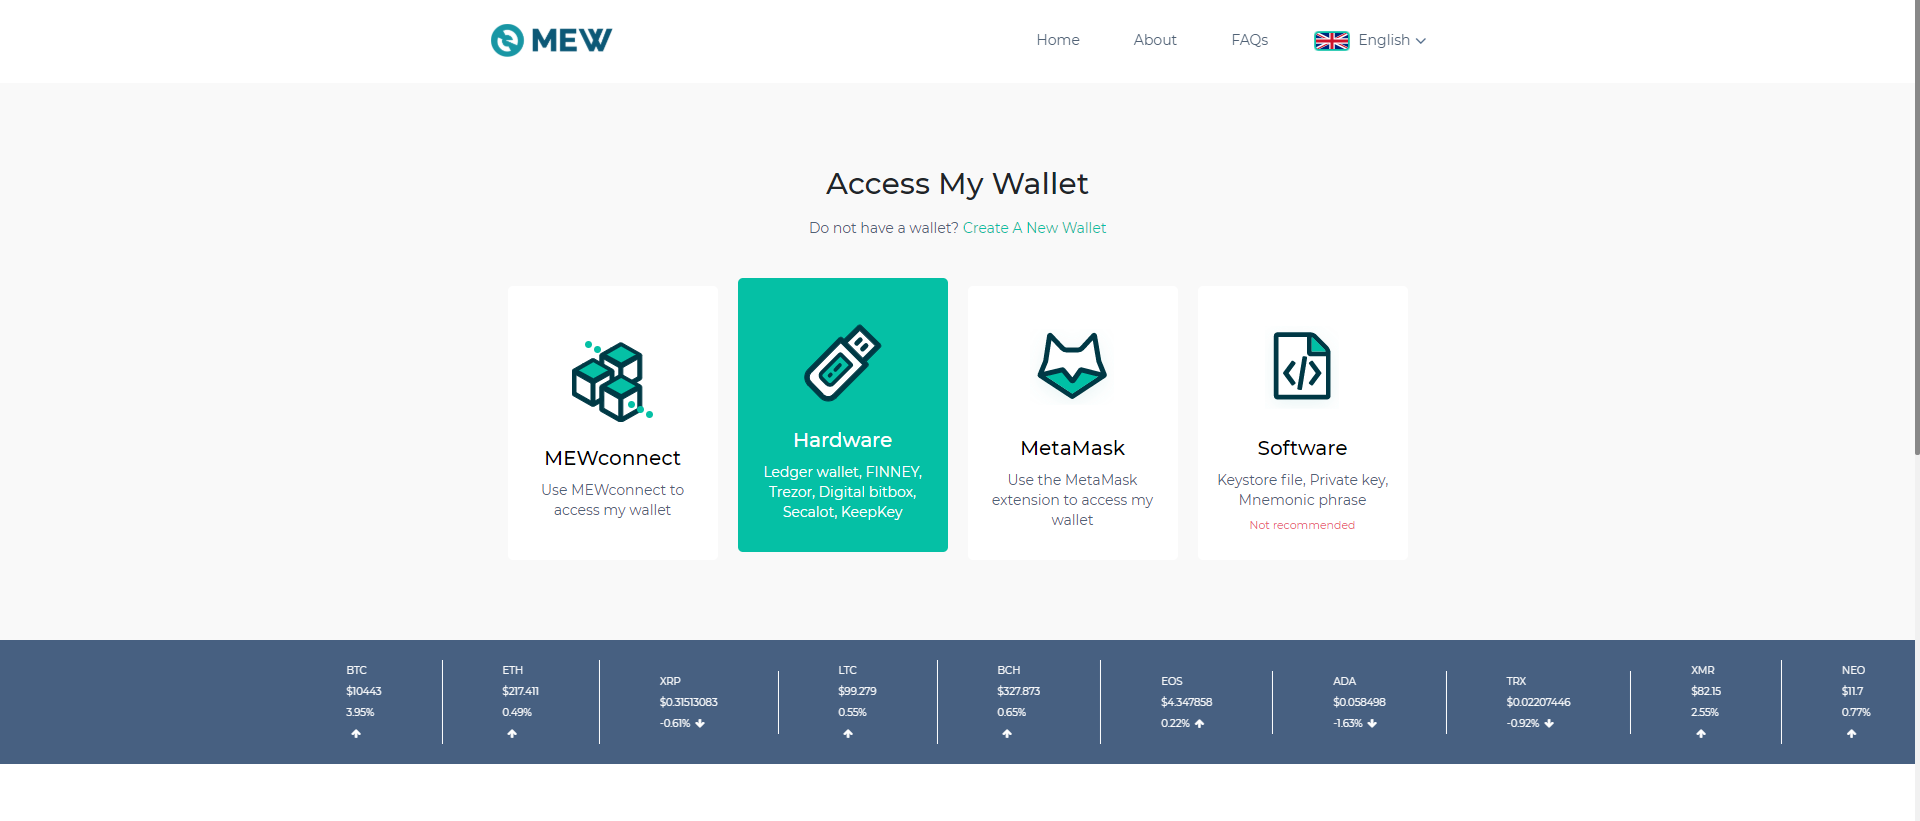 MEW
Home
About
FAQs
English
Access My Wallet
Do not have a wallet? Create A New Wallet
MEWconnect
Use MEWconnect to
access my wallet
Hardware
Ledger wallet, FINNEY,
Trezor, Digital bitbox,
Secalot, KeepKey
MetaMask
Use the MetaMask
extension to access my
wallet
Software
Keystore file, Private key,
Mnemonic phrase
Not recommended
BTC
$10443
3.95%
ETH
$217.411
0.49%
XRP
$0.31513083
-0.61%
LTC
$99.279
0.55%
BCH
$327.873
0.65%
EOS
$4.347858
0.22%
ADA
$0.058498
-1.63%
TRX
$0.02207446
-0.92%
XMR
$82.15
2.55%
NEO
$11.7
0.77%